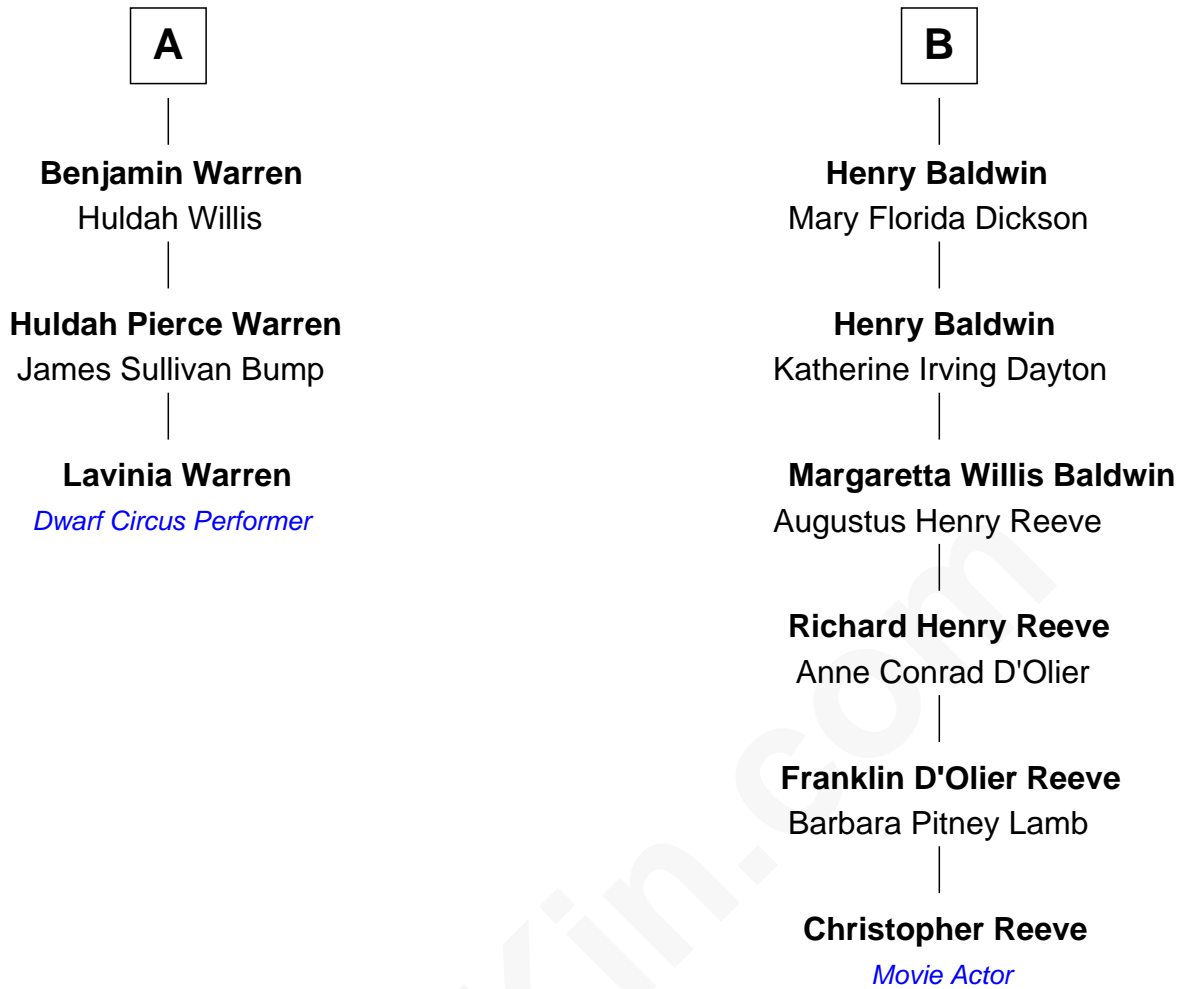 A
Benjamin Warren
Huldah Willis
Huldah Pierce Warren
James Sullivan Bump
Lavinia Warren
Dwarf Circus Performer
B
Henry Baldwin
Mary Florida Dickson
Henry Baldwin
Katherine Irving Dayton
Margaretta Willis Baldwin
Augustus Henry Reeve
Richard Henry Reeve
Anne Conrad D'Olier
Franklin D'Olier Reeve
Barbara Pitney Lamb
Christopher Reeve
Movie Actor
Kin.com